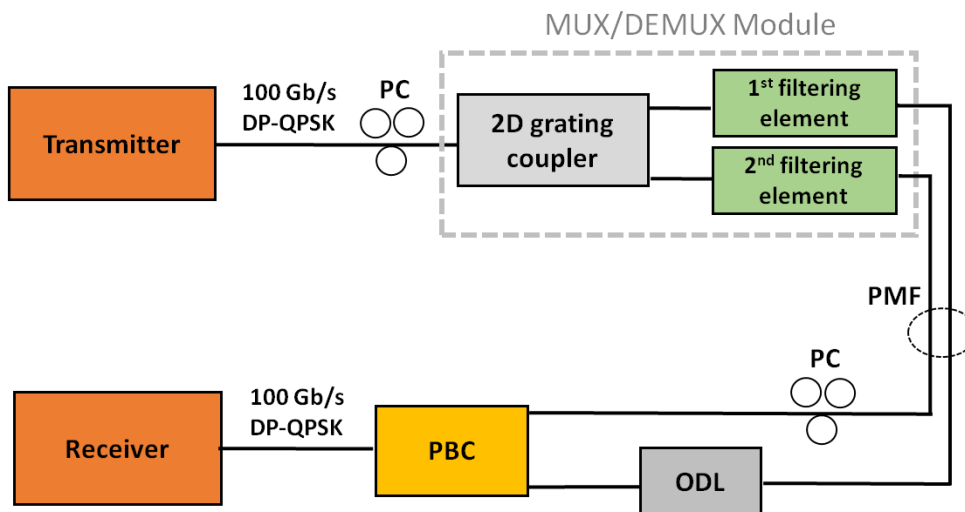 MUX/DEMUX Module
Transmitter
100 Gb/s
DP-QPSK
PC
2D grating
coupler
1st filtering
element
2nd filtering
element
PMF
PC
Receiver
100 Gb/s
DP-QPSK
PBC
ODL